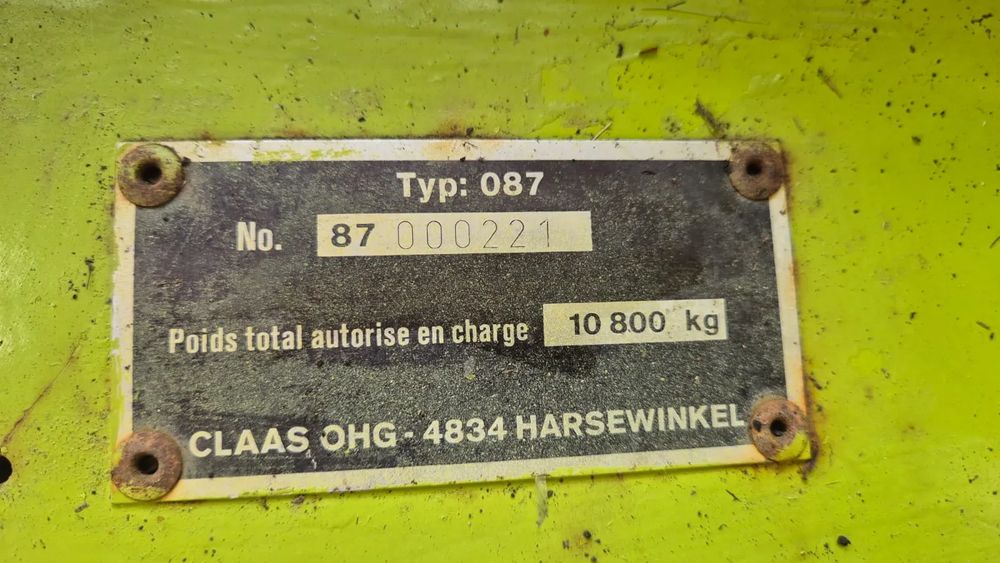 Typ: 087
No. 87 000221
Poids total autorise en charge 10 800 kg
CLAAS OHG - 4834 HARSEWINKEL